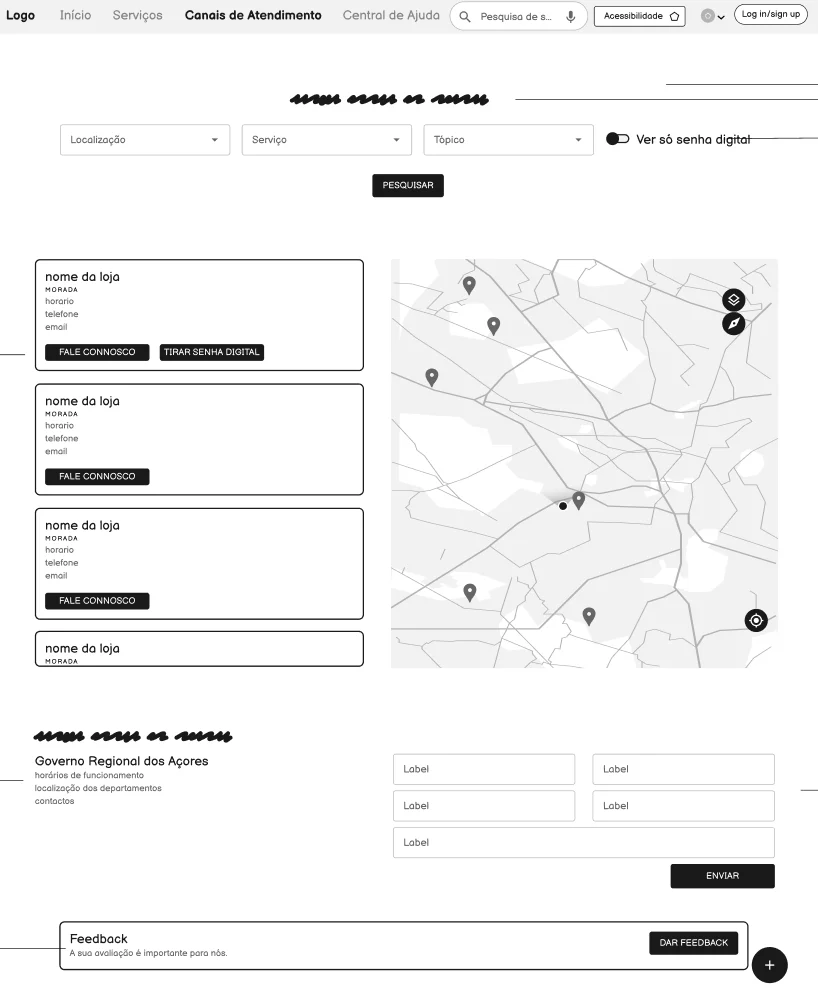 Logo Início Serviços Canais de Atendimento Central de Ajuda Pesquisa de s... Acessibilidade Log in/sign up
Localização Serviço Tópico Ver só senha digital
PESQUISAR
nome da loja
MORADA
horario
telefone
email
FALE CONNOSCO TIRAR SENHA DIGITAL
nome da loja
MORADA
horario
telefone
email
FALE CONNOSCO
nome da loja
MORADA
horario
telefone
email
FALE CONNOSCO
nome da loja
MORADA
Governo Regional dos Açores
horários de funcionamento
localização dos departamentos
contactos
Label Label
Label Label
Label
ENVIAR
Feedback
A sua avaliação é importante para nós.
DAR FEEDBACK
+